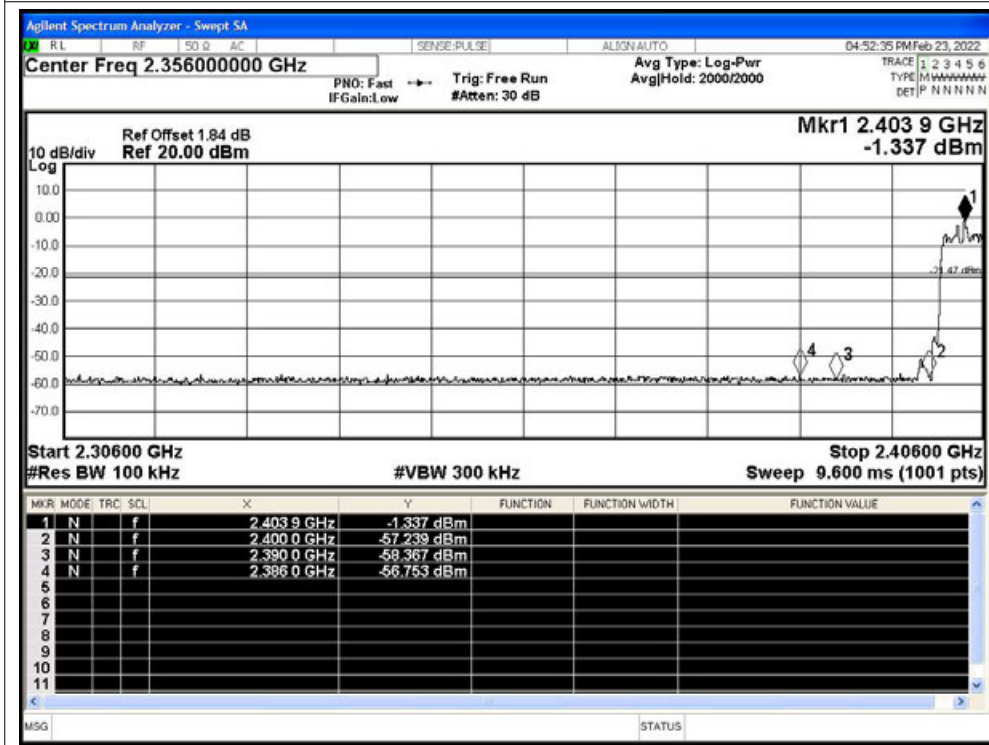 Agilent Spectrum Analyzer - Swept SA
RL RF 50 Ω AC SENSE:PULSE ALIGNAUTO 04:52:35 PM Feb 23, 2022
Center Freq 2.356000000 GHz Avg Type: Log-Pwr TRACE 1 2 3 4 5 6
PNO: Fast Trig: Free Run Avg|Hold: 2000/2000 TYPE M
IFGain:Low #Atten: 30 dB DET P N N N N N
Mkr1 2.403 9 GHz
Ref Offset 1.84 dB
10 dB/div Ref 20.00 dBm -1.337 dBm
Log
10.0
1
0.00
-10.0
-20.0 -21.47 dBm
-30.0
-40.0
-50.0 4 3 2
-60.0
-70.0
Start 2.30600 GHz Stop 2.40600 GHz
#Res BW 100 kHz #VBW 300 kHz Sweep 9.600 ms (1001 pts)
MKR MODE TRC SCL X Y FUNCTION FUNCTION WIDTH FUNCTION VALUE
1 N f 2.403 9 GHz -1.337 dBm
2 N f 2.400 0 GHz -57.239 dBm
3 N f 2.390 0 GHz -58.367 dBm
4 N f 2.386 0 GHz -56.753 dBm
5
6
7
8
9
10
11
MSG STATUS